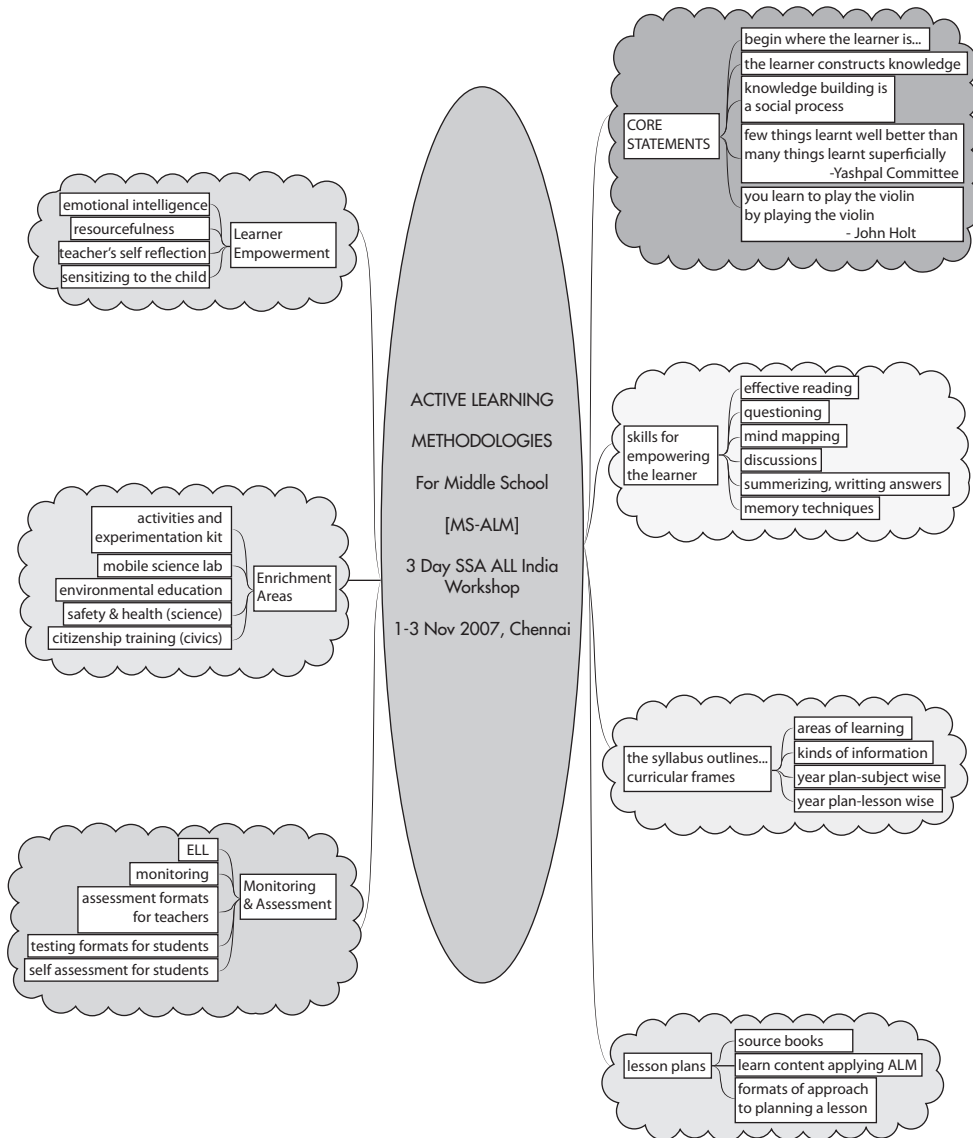 ACTIVE LEARNING
METHODOLOGIES
For Middle School
[MS-ALM]
3 Day SSA ALL India
Workshop
1-3 Nov 2007, Chennai
CORE
STATEMENTS
begin where the learner is...
the learner constructs knowledge
knowledge building is
a social process
few things learnt well better than
many things learnt superficially
-Yashpal Committee
you learn to play the violin
by playing the violin
- John Holt
skills for
empowering
the learner
effective reading
questioning
mind mapping
discussions
summerizing, writting answers
memory techniques
the syllabus outlines...
curricular frames
areas of learning
kinds of information
year plan-subject wise
year plan-lesson wise
lesson plans
source books
learn content applying ALM
formats of approach
to planning a lesson
Learner
Empowerment
emotional intelligence
resourcefulness
teacher's self reflection
sensitizing to the child
Enrichment
Areas
activities and
experimentation kit
mobile science lab
environmental education
safety & health (science)
citizenship training (civics)
Monitoring
& Assessment
ELL
monitoring
assessment formats
for teachers
testing formats for students
self assessment for students